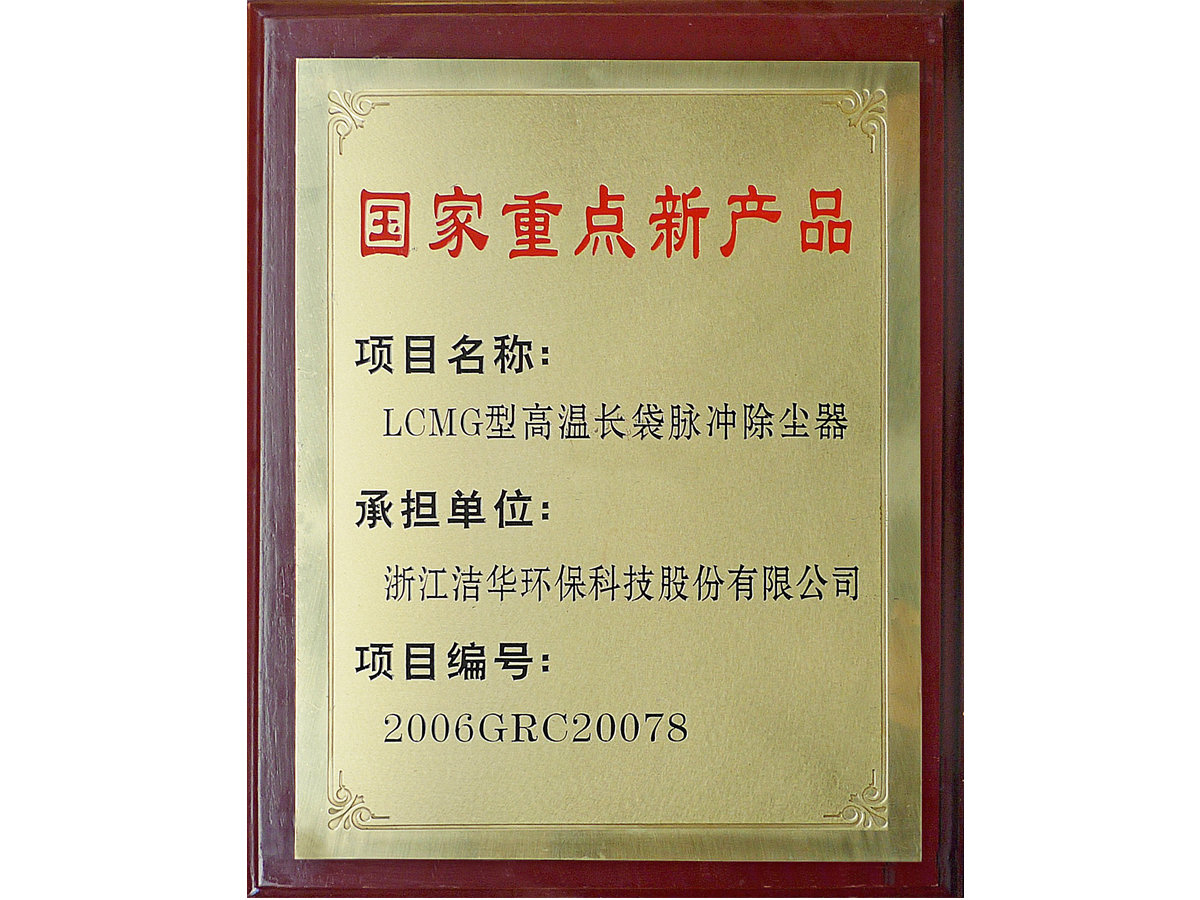 国家重点新产品
项目名称：
LCMG型高温长袋脉冲除尘器
承担单位：
浙江洁华环保科技股份有限公司
项目编号：
2006GRC20078